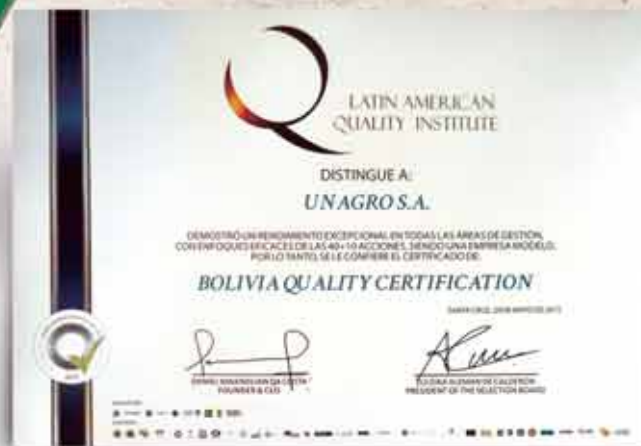 LATIN AMERICAN
QUALITY INSTITUTE
DISTINGUE A:
UNAGRO S.A.
DEMOSTRÓ UN RENDIMIENTO EXCEPCIONAL EN TODAS LAS ÁREAS DE GESTIÓN,
CON ENFOQUES EFICACES DE LAS 40+10 ACCIONES, SIENDO UNA EMPRESA MODELO,
POR LO TANTO, SE LE CONFIERE EL CERTIFICADO DE:
BOLIVIA QUALITY CERTIFICATION
SANTA CRUZ,
FOUNDER & CEO
PRESIDENT OF THE SELECTION BOARD